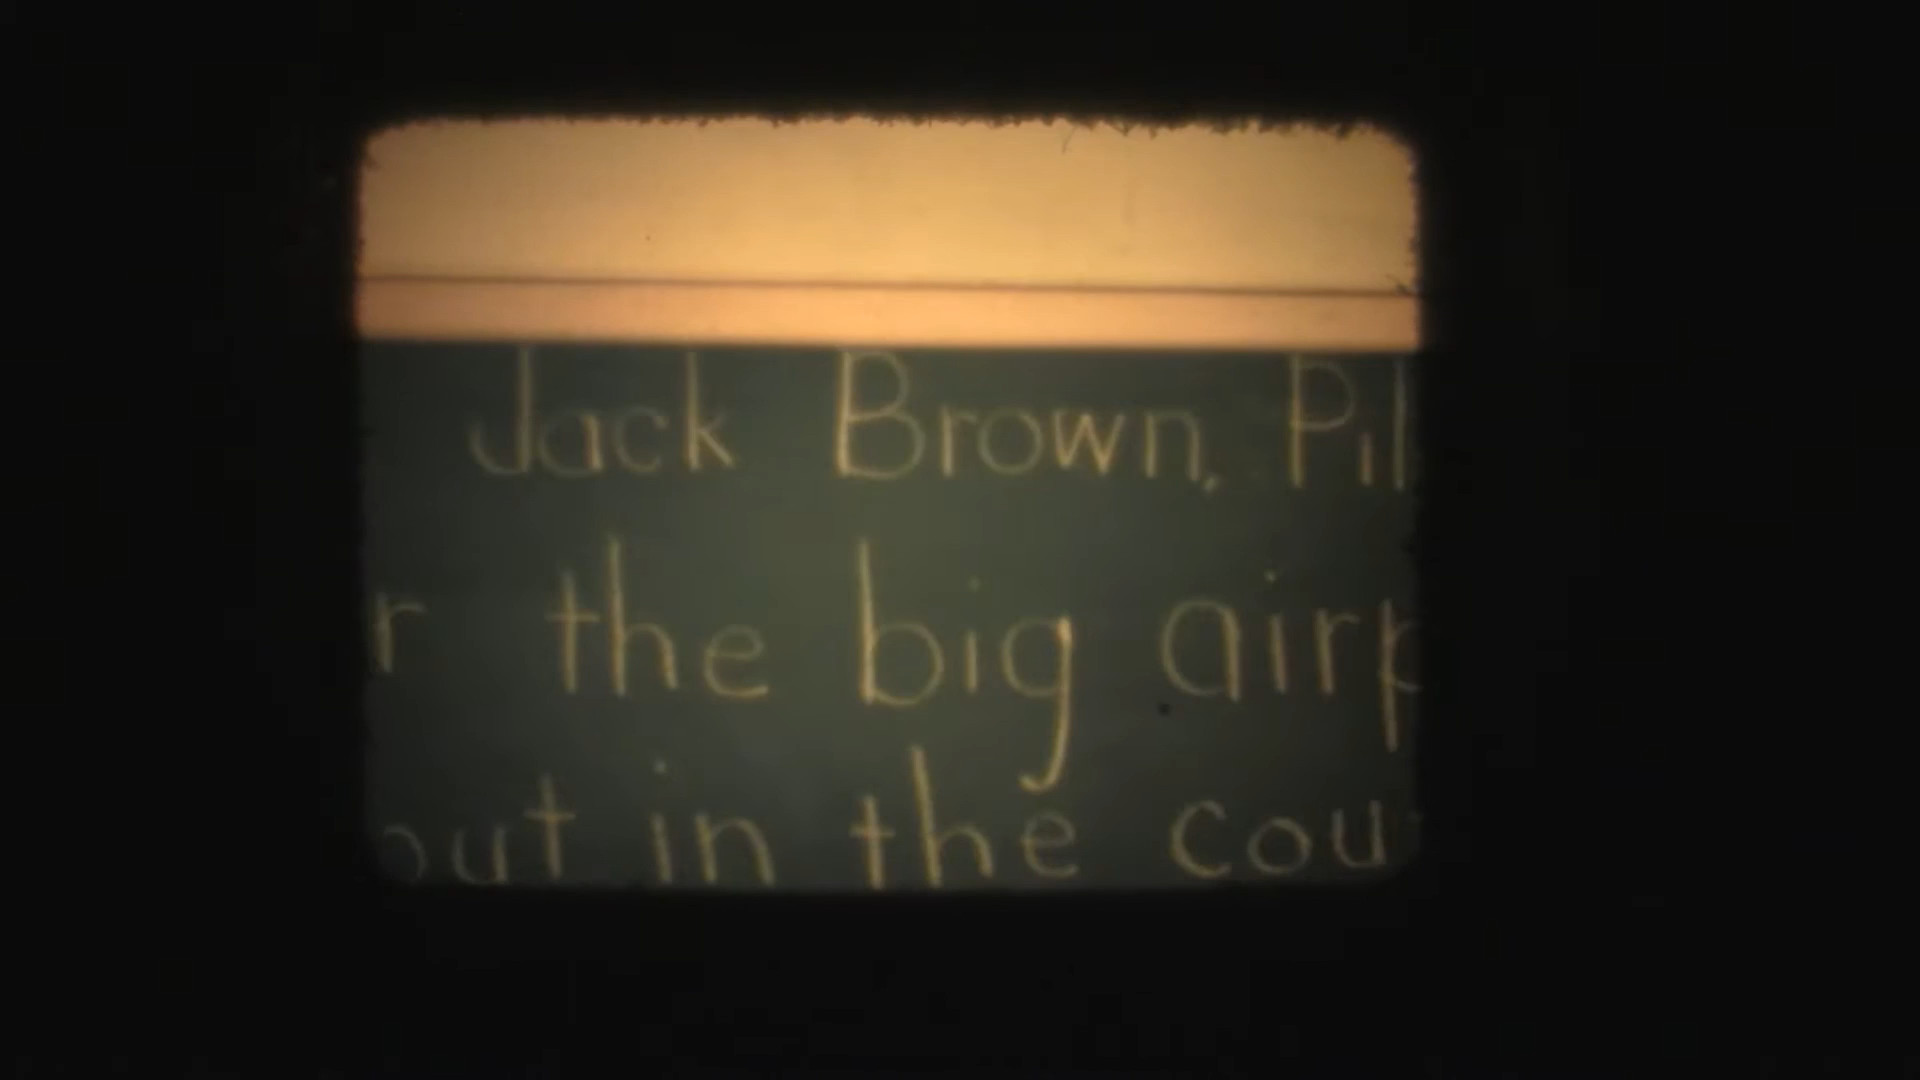 Jack Brown, Pil
r the big airp
out in the cou